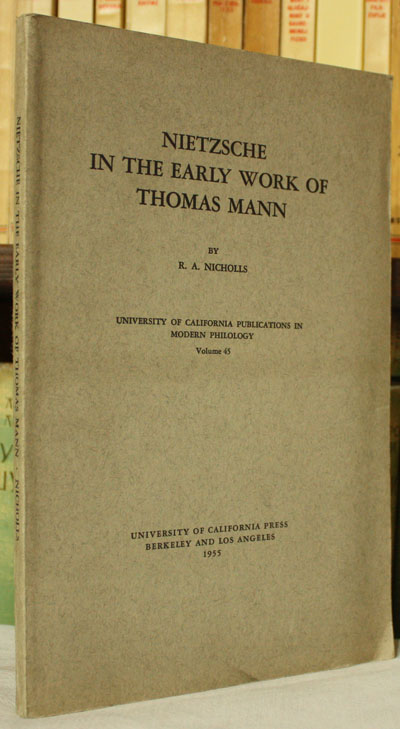 NIETZSCHE
IN THE EARLY WORK OF
THOMAS MANN
BY
R. A. NICHOLLS
UNIVERSITY OF CALIFORNIA PUBLICATIONS IN
MODERN PHILOLOGY
Volume 45
UNIVERSITY OF CALIFORNIA PRESS
BERKELEY AND LOS ANGELES
1955
NIETZSCHE IN THE EARLY WORK OF THOMAS MANN · NICHOLLS